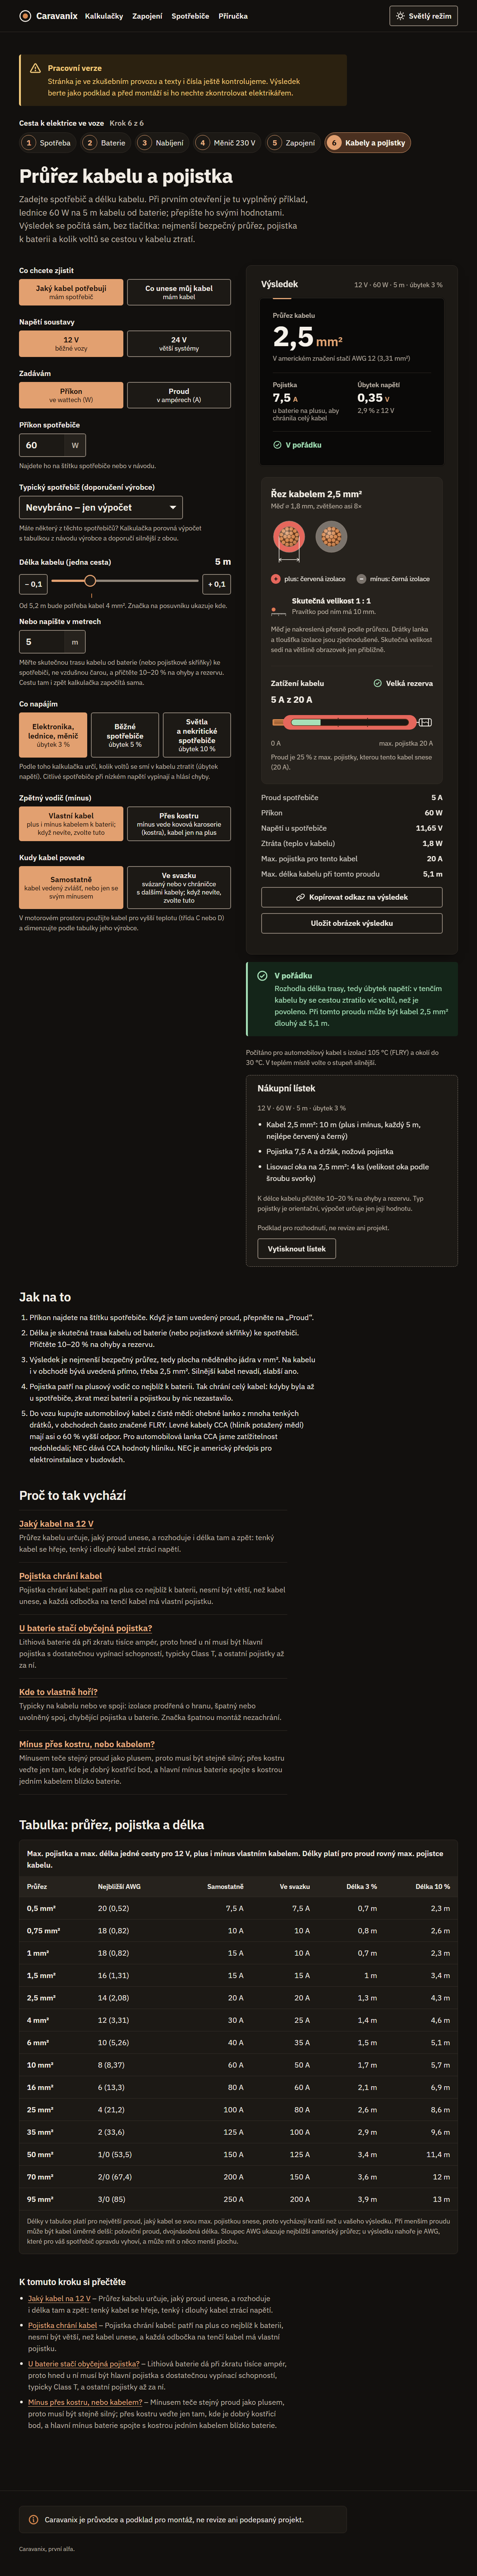 Caravanix Kalkulačky Zapojení Spotřebiče Příručka Světlý režim
Pracovní verze
Stránka je ve zkušebním provozu a texty i čísla ještě kontrolujeme. Výsledek
berte jako podklad a před montáží si ho nechte zkontrolovat elektrikářem.
Cesta k elektrice ve voze Krok 6 z 6
1 Spotřeba 2 Baterie 3 Nabíjení 4 Měnič 230 V 5 Zapojení 6 Kabely a pojistky
Průřez kabelu a pojistka
Zadejte spotřebič a délku kabelu. Při prvním otevření je tu vyplněný příklad,
lednice 60 W na 5 m kabelu od baterie; přepište ho svými hodnotami.
Výsledek se počítá sám, bez tlačítka: nejmenší bezpečný průřez, pojistka
k baterii a kolik voltů se cestou v kabelu ztratí.
Co chcete zjistit
Jaký kabel potřebuji
mám spotřebič
Co unese můj kabel
mám kabel
Napětí soustavy
12 V
běžné vozy
24 V
větší systémy
Zadávám
Příkon
ve wattech (W)
Proud
v ampérech (A)
Příkon spotřebiče
60 W
Najdete ho na štítku spotřebiče nebo v návodu.
Typický spotřebič (doporučení výrobce)
Nevybráno – jen výpočet
Máte některý z těchto spotřebičů? Kalkulačka porovná výpočet
s tabulkou z návodu výrobce a doporučí silnější z obou.
Délka kabelu (jedna cesta) 5 m
− 0,1 + 0,1
Od 5,2 m bude potřeba kabel 4 mm². Značka na posuvníku ukazuje kde.
Nebo napište v metrech
5 m
Měřte skutečnou trasu kabelu od baterie (nebo pojistkové skříňky) ke
spotřebiči, ne vzdušnou čarou, a přičtěte 10–20 % na ohyby a rezervu.
Cestu tam i zpět kalkulačka započítá sama.
Co napájím
Elektronika,
lednice, měnič
úbytek 3 %
Běžné
spotřebiče
úbytek 5 %
Světla
a nekritické
spotřebiče
úbytek 10 %
Podle toho kalkulačka určí, kolik voltů se smí v kabelu ztratit (úbytek
napětí). Citlivé spotřebiče při nízkém napětí vypínají a hlásí chyby.
Zpětný vodič (mínus)
Vlastní kabel
plus i mínus kabelem k baterii;
když nevíte, zvolte tuto
Přes kostru
mínus vede kovová karoserie
(kostra), kabel jen na plus
Kudy kabel povede
Samostatně
kabel vedený zvlášť, nebo jen se
svým mínusem
Ve svazku
svázaný nebo v chráničce
s dalšími kabely; když nevíte,
zvolte tuto
V motorovém prostoru použijte kabel pro vyšší teplotu (třída C nebo D)
a dimenzujte podle tabulky jeho výrobce.
Výsledek 12 V · 60 W · 5 m · úbytek 3 %
Průřez kabelu
2,5 mm²
V americkém značení stačí AWG 12 (3,31 mm²)
Pojistka
7,5 A
u baterie na plusu, aby
chránila celý kabel
Úbytek napětí
0,35 V
2,9 % z 12 V
V pořádku
Řez kabelem 2,5 mm²
Měď ⌀ 1,8 mm, zvětšeno asi 8×
plus: červená izolace mínus: černá izolace
Skutečná velikost 1 : 1
Pravítko pod ním má 10 mm.
Měď je nakreslená přesně podle průřezu. Drátky
a tloušťka izolace jsou zjednodušené. Skutečná velikost
sedí na většině obrazovek jen přibližně.
Zatížení kabelu Velká rezerva
5 A z 20 A
0 A max. pojistka 20 A
Proud je 25 % z max. pojistky, kterou tento kabel snese
(20 A).
Proud spotřebiče 5 A
Příkon 60 W
Napětí u spotřebiče 11,65 V
Ztráta (teplo v kabelu) 1,8 W
Max. pojistka pro tento kabel 20 A
Max. délka kabelu při tomto proudu 5,1 m
Kopírovat odkaz na výsledek
Uložit obrázek výsledku
V pořádku
Rozhodla délka trasy, tedy úbytek napětí: v tenčím
kabelu by se cestou ztratilo víc voltů, než je
povoleno. Při tomto proudu může být kabel 2,5 mm²
dlouhý až 5,1 m.
Počítáno pro automobilový kabel s izolací 105 °C (FLRY) a okolí do
30 °C. V teplém místě volte o stupeň silnější.
Nákupní lístek
12 V · 60 W · 5 m · úbytek 3 %
Kabel 2,5 mm²: 10 m (plus i mínus, každý 5 m,
nejlépe červený a černý)
Pojistka 7,5 A a držák, nožová pojistka
Lisovací oka na 2,5 mm²: 4 ks (velikost oka podle
šroubu svorky)
K délce kabelu přičtěte 10–20 % na ohyby a rezervu. Typ
pojistky je orientační, výpočet určuje jen její hodnotu.
Podklad pro rozhodnutí, ne revize ani projekt.
Vytisknout lístek
Jak na to
1. Příkon najdete na štítku spotřebiče. Když je tam uvedený proud, přepněte na „Proud“.
2. Délka je skutečná trasa kabelu od baterie (nebo pojistkové skříňky) ke spotřebiči.
Přičtěte 10–20 % na ohyby a rezervu.
3. Výsledek je nejmenší bezpečný průřez, tedy plocha měděného jádra v mm². Na kabelu
i v obchodě bývá uvedená přímo, třeba 2,5 mm². Silnější kabel nevadí, slabší ano.
4. Pojistka patří na plusový vodič co nejblíž k baterii. Tak chrání celý kabel: kdyby byla až
u spotřebiče, zkrat mezi baterií a pojistkou by nic nezastavilo.
5. Do vozu kupujte automobilový kabel z čisté mědi: ohebné lanko z mnoha tenkých
drátků, v obchodech často značené FLRY. Levné kabely CCA (hliník potažený mědí)
mají asi o 60 % vyšší odpor. Pro automobilová lanka CCA jsme zatížitelnost
nedohledali; NEC dává CCA hodnoty hliníku. NEC je americký předpis pro
elektroinstalace v budovách.
Proč to tak vychází
Jaký kabel na 12 V
Průřez kabelu určuje, jaký proud unese, a rozhoduje i délka tam a zpět: tenký
kabel se hřeje, tenký i dlouhý kabel ztrácí napětí.
Pojistka chrání kabel
Pojistka chrání kabel: patří na plus co nejblíž k baterii, nesmí být větší, než kabel
unese, a každá odbočka na tenčí kabel má vlastní pojistku.
U baterie stačí obyčejná pojistka?
Lithiová baterie dá při zkratu tisíce ampér, proto hned u ní musí být hlavní
pojistka s dostatečnou vypínací schopností, typicky Class T, a ostatní pojistky až
za ní.
Kde to vlastně hoří?
Typicky na kabelu nebo ve spoji: izolace prodřená o hranu, špatný nebo
uvolněný spoj, chybějící pojistka u baterie. Značka špatnou montáž nezachrání.
Mínus přes kostru, nebo kabelem?
Mínusem teče stejný proud jako plusem, proto musí být stejně silný; přes kostru
veďte jen tam, kde je dobrý kostřicí bod, a hlavní mínus baterie spojte s kostrou
jedním kabelem blízko baterie.
Tabulka: průřez, pojistka a délka
Max. pojistka a max. délka jedné cesty pro 12 V, plus i mínus vlastním kabelem. Délky platí pro proud rovný max. pojistce
kabelu.
Průřez Nejbližší AWG Samostatně Ve svazku Délka 3 % Délka 10 %
0,5 mm² 20 (0,52) 7,5 A 7,5 A 0,7 m 2,3 m
0,75 mm² 18 (0,82) 10 A 10 A 0,8 m 2,6 m
1 mm² 18 (0,82) 15 A 10 A 0,7 m 2,3 m
1,5 mm² 16 (1,31) 15 A 15 A 1 m 3,4 m
2,5 mm² 14 (2,08) 20 A 20 A 1,3 m 4,3 m
4 mm² 12 (3,31) 30 A 25 A 1,4 m 4,6 m
6 mm² 10 (5,26) 40 A 35 A 1,5 m 5,1 m
10 mm² 8 (8,37) 60 A 50 A 1,7 m 5,7 m
16 mm² 6 (13,3) 80 A 60 A 2,1 m 6,9 m
25 mm² 4 (21,2) 100 A 80 A 2,6 m 8,6 m
35 mm² 2 (33,6) 125 A 100 A 2,9 m 9,6 m
50 mm² 1/0 (53,5) 150 A 125 A 3,4 m 11,4 m
70 mm² 2/0 (67,4) 200 A 150 A 3,6 m 12 m
95 mm² 3/0 (85) 250 A 200 A 3,9 m 13 m
Délky v tabulce platí pro největší proud, jaký kabel se svou max. pojistkou snese, proto vycházejí kratší než u vašeho výsledku. Při menším proudu
může být kabel úměrně delší: poloviční proud, dvojnásobná délka. Sloupec AWG ukazuje nejbližší americký průřez; u výsledku nahoře je AWG,
které pro váš spotřebič opravdu vyhoví, a může mít o něco menší plochu.
K tomuto kroku si přečtěte
Jaký kabel na 12 V – Průřez kabelu určuje, jaký proud unese, a rozhoduje
i délka tam a zpět: tenký kabel se hřeje, tenký i dlouhý kabel ztrácí napětí.
Pojistka chrání kabel – Pojistka chrání kabel: patří na plus co nejblíž k baterii,
nesmí být větší, než kabel unese, a každá odbočka na tenčí kabel má vlastní
pojistku.
U baterie stačí obyčejná pojistka? – Lithiová baterie dá při zkratu tisíce ampér,
proto hned u ní musí být hlavní pojistka s dostatečnou vypínací schopností,
typicky Class T, a ostatní pojistky až za ní.
Mínus přes kostru, nebo kabelem? – Mínusem teče stejný proud jako plusem,
proto musí být stejně silný; přes kostru veďte jen tam, kde je dobrý kostřicí
bod, a hlavní mínus baterie spojte s kostrou jedním kabelem blízko baterie.
Caravanix je průvodce a podklad pro montáž, ne revize ani podepsaný projekt.
Caravanix, první alfa.